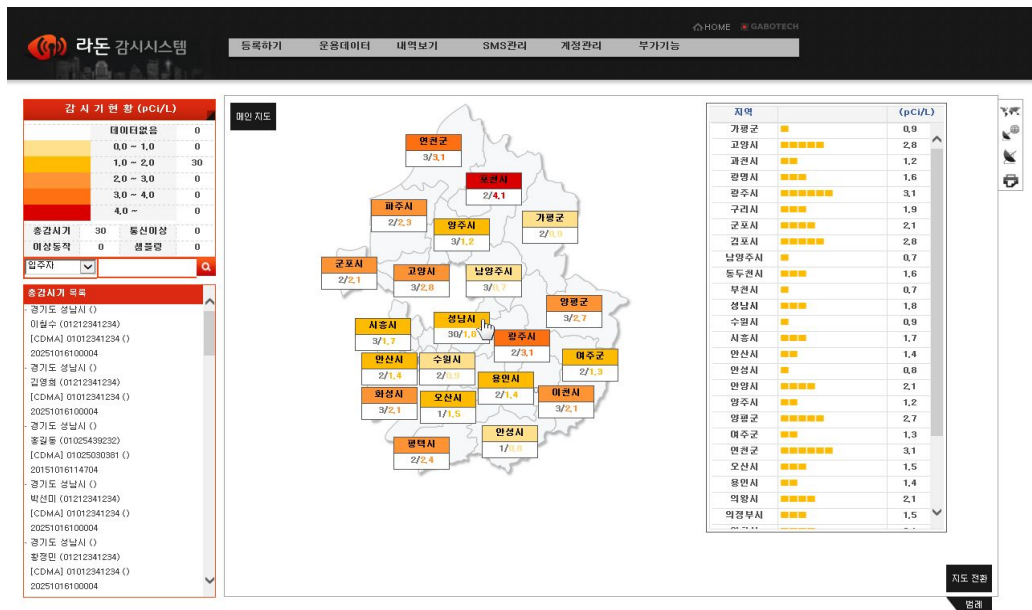 HOME GABOTECH
라돈 감시시스템
등록하기 운용데이터 내역보기 SMS관리 계정관리 부가기능
감 시 기 현 황 (pCi/L)
데이터없음 0
0,0 ~ 1,0 0
1,0 ~ 2,0 30
2,0 ~ 3,0 0
3,0 ~ 4,0 0
4,0 ~ 0
총감시기 30 통신이상 0
이상동작 0 샘플링 0
입주자
총감시기 목록
- 경기도 성남시 ()
이철수 (01212341234)
[CDMA] 01012341234 ()
20251016100004
- 경기도 성남시 ()
김영희 (01212341234)
[CDMA] 01012341234 ()
20251016100004
- 경기도 성남시 ()
홍길동 (01025439232)
[CDMA] 01025030381 ()
20151016114704
- 경기도 성남시 ()
박선미 (01212341234)
[CDMA] 01012341234 ()
20251016100004
- 경기도 성남시 ()
황정민 (01212341234)
[CDMA] 01012341234 ()
20251016100004
메인 지도
연천군
3/3,1
포천시
2/4,1
파주시
2/2,3
양주시
3/1,2
가평군
2/0,9
군포시
2/2,1
고양시
3/2,8
남양주시
3/0,7
양평군
3/2,7
시흥시
3/1,7
성남시
30/1,8
광주시
2/3,1
안산시
2/1,4
수원시
2/0,9
여주군
2/1,3
용인시
2/1,4
화성시
3/2,1
오산시
1/1,5
이천시
3/2,1
평택시
2/2,4
안성시
1/0,8
지역 (pCi/L)
가평군 0,9
고양시 2,8
과천시 1,2
광명시 1,6
광주시 3,1
구리시 1,9
군포시 2,1
김포시 2,8
남양주시 0,7
동두천시 1,6
부천시 0,7
성남시 1,8
수원시 0,9
시흥시 1,7
안산시 1,4
안성시 0,8
안양시 2,1
양주시 1,2
양평군 2,7
여주군 1,3
연천군 3,1
오산시 1,5
용인시 1,4
의왕시 2,1
의정부시 1,5
지도 전환
범례